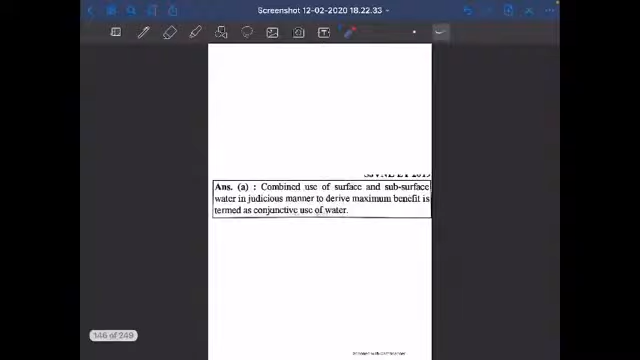 Screenshot 12-02-2020 18.22.33
Ans. (a) : Combined use of surface and sub-surface
water in judicious manner to derive maximum benefit is
termed as conjunctive use of water.
146 of 249